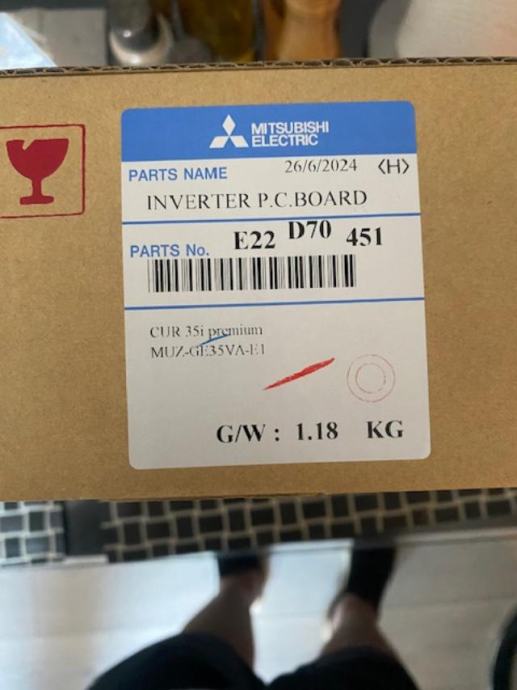 MITSUBISHI
ELECTRIC
PARTS NAME 26/6/2024 <H>
INVERTER P.C.BOARD
PARTS No. E22 D70 451
CUR 35i premium
MUZ-GE35VA-E1
G/W : 1.18 KG